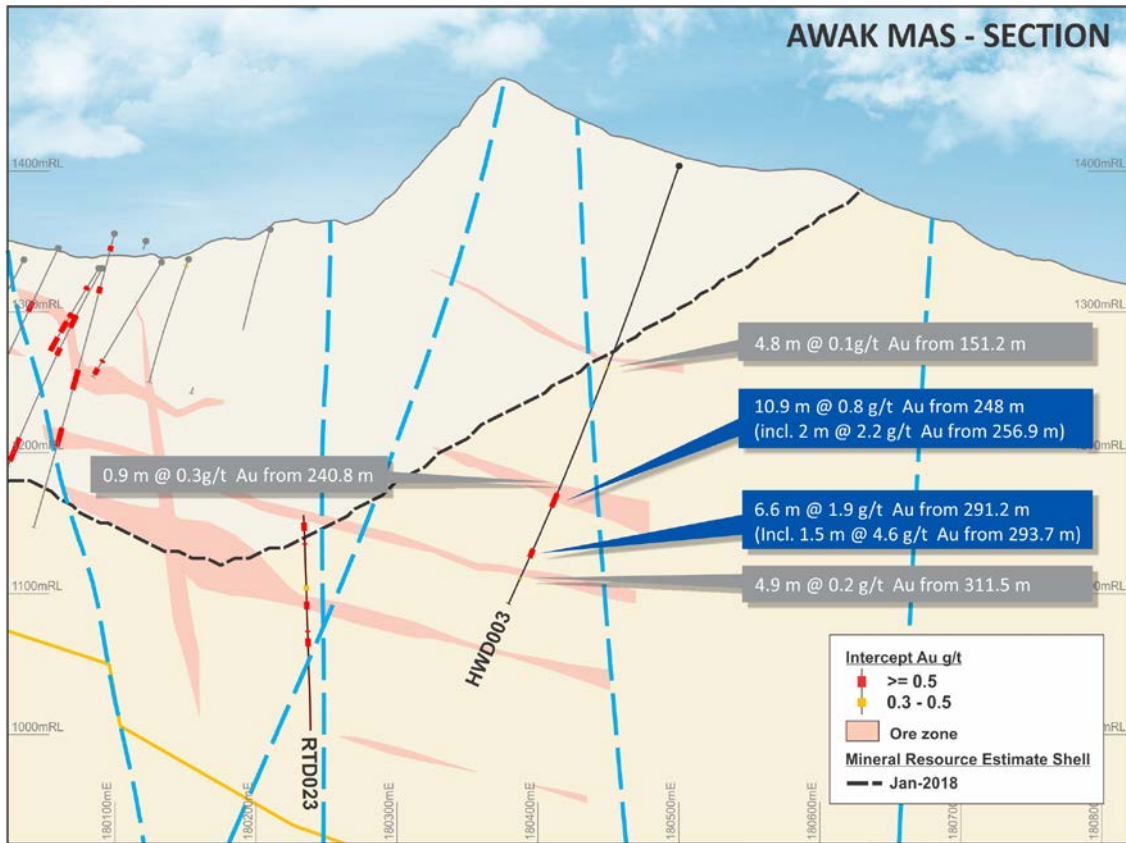 AWAK MAS - SECTION
1400mRL
1400mRL
1300mRL
1300mRL
4.8 m @ 0.1g/t Au from 151.2 m
10.9 m @ 0.8 g/t Au from 248 m
(incl. 2 m @ 2.2 g/t Au from 256.9 m)
1200mRL
0.9 m @ 0.3g/t Au from 240.8 m
6.6 m @ 1.9 g/t Au from 291.2 m
(Incl. 1.5 m @ 4.6 g/t Au from 293.7 m)
4.9 m @ 0.2 g/t Au from 311.5 m
1100mRL
HWD003
Intercept Au g/t
>= 0.5
0.3 - 0.5
Ore zone
Mineral Resource Estimate Shell
Jan-2018
1000mRL
RTD023
180100mE
180200mE
180300mE
180400mE
180500mE
180600mE
180700mE